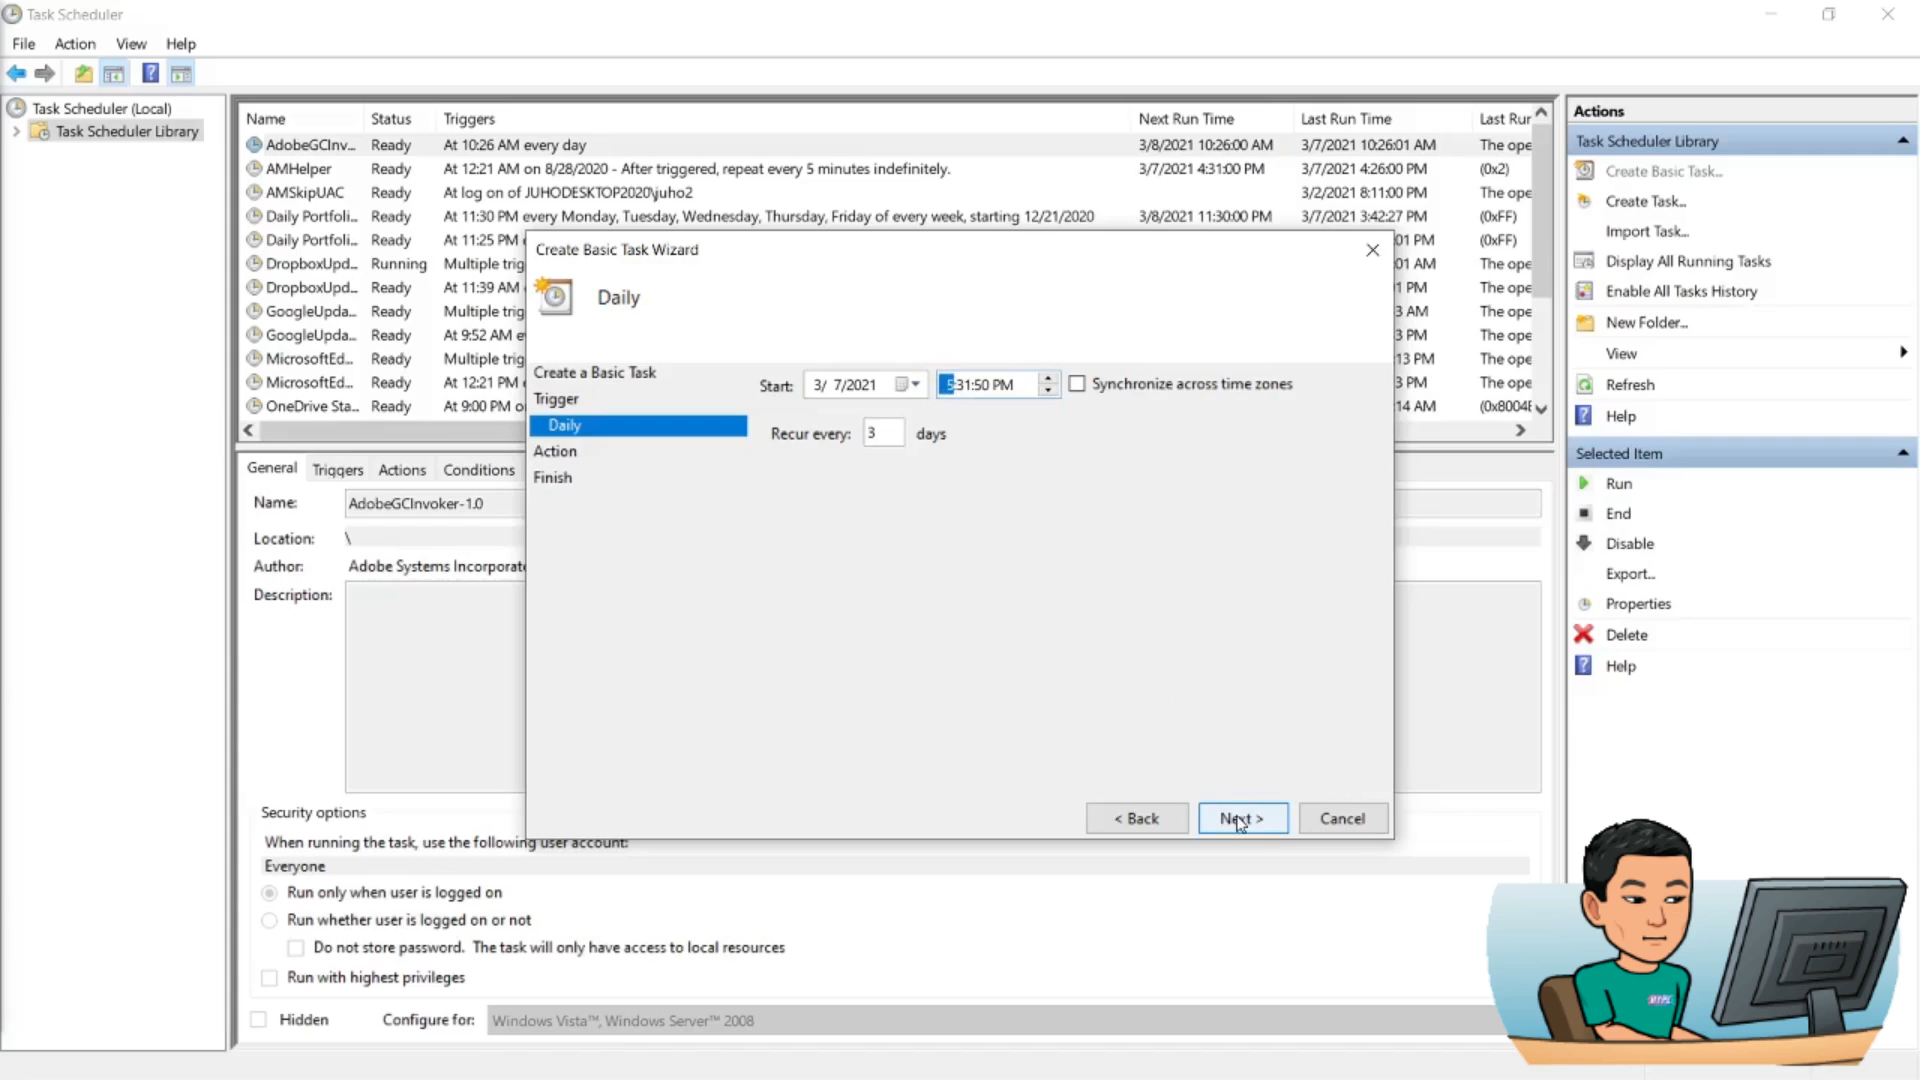 Task Scheduler
File Action View Help
Task Scheduler (Local)
Task Scheduler Library
Name Status Triggers Next Run Time Last Run Time Last Rur
AdobeGCInv... Ready At 10:26 AM every day 3/8/2021 10:26:00 AM 3/7/2021 10:26:01 AM The ope
AMHelper Ready At 12:21 AM on 8/28/2020 - After triggered, repeat every 5 minutes indefinitely. 3/7/2021 4:31:00 PM 3/7/2021 4:26:00 PM (0x2)
AMSkipUAC Ready At log on of JUHODESKTOP2020\juho2 3/2/2021 8:11:00 PM The ope
Daily Portfoli... Ready At 11:30 PM every Monday, Tuesday, Wednesday, Thursday, Friday of every week, starting 12/21/2020 3/8/2021 11:30:00 PM 3/7/2021 3:42:27 PM (0xFF)
Daily Portfoli... Ready At 11:25 PM :01 PM (0xFF)
DropboxUpd... Running Multiple trig :01 AM The ope
DropboxUpd... Ready At 11:39 AM 1 PM The ope
GoogleUpda... Ready Multiple trig 3 AM The ope
GoogleUpda... Ready At 9:52 AM e 3 PM The ope
MicrosoftEd... Ready Multiple trig 13 PM The ope
MicrosoftEd... Ready At 12:21 PM 3 PM The ope
OneDrive Sta... Ready At 9:00 PM o 14 AM (0x8004E
General Triggers Actions Conditions
Name: AdobeGCInvoker-1.0
Location: \
Author: Adobe Systems Incorporate
Description:
Security options
When running the task, use the following user account:
Everyone
Run only when user is logged on
Run whether user is logged on or not
Do not store password. The task will only have access to local resources
Run with highest privileges
Hidden Configure for: Windows Vista™, Windows Server™ 2008
Create Basic Task Wizard
Daily
Create a Basic Task
Trigger
Daily
Action
Finish
Start: 3/ 7/2021 5:31:50 PM Synchronize across time zones
Recur every: 3 days
< Back Next > Cancel
Actions
Task Scheduler Library
Create Basic Task...
Create Task...
Import Task...
Display All Running Tasks
Enable All Tasks History
New Folder...
View
Refresh
Help
Selected Item
Run
End
Disable
Export...
Properties
Delete
Help